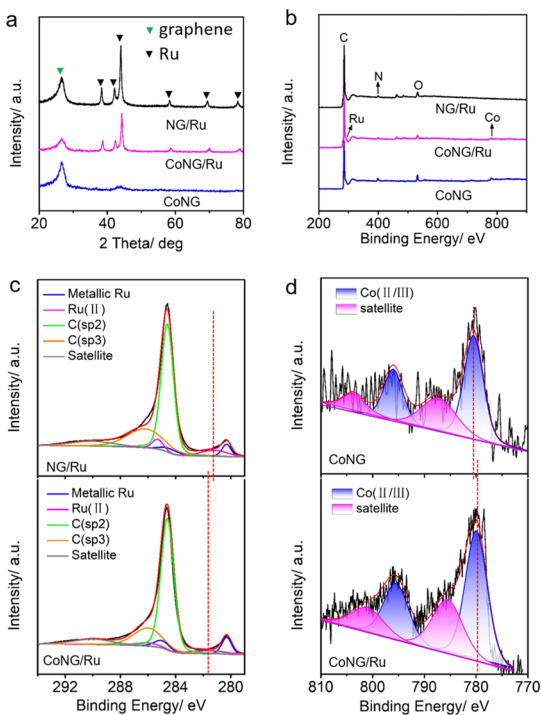 a
graphene
Ru
NG/Ru
CoNG/Ru
CoNG
Intensity/ a.u.
20 30 40 50 60 70 80
2 Theta/ deg
b
C
N
O
NG/Ru
Ru
Co
CoNG/Ru
CoNG
Intensity/ a.u.
200 400 600 800
Binding Energy/ eV
c
Metallic Ru
Ru(Ⅱ)
C(sp2)
C(sp3)
Satellite
Intensity/ a.u.
NG/Ru
Metallic Ru
Ru(Ⅱ)
C(sp2)
C(sp3)
Satellite
Intensity/ a.u.
CoNG/Ru
292 288 284 280
Binding Energy/ eV
d
Co(Ⅱ/III)
satellite
Intensity/ a.u.
CoNG
Co(Ⅱ/III)
satellite
Intensity/ a.u.
CoNG/Ru
810 800 790 780 770
Binding Energy/ eV